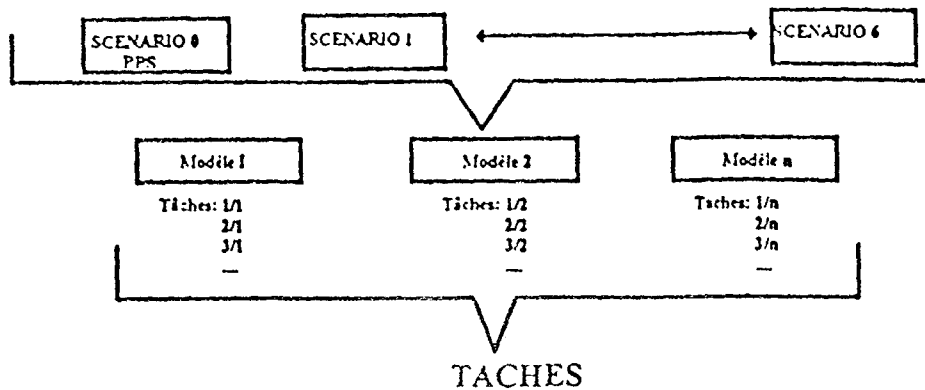 SCENARIO 0
PPS
SCENARIO 1
SCENARIO 6
Modèle 1
Modèle 2
Modèle n
Tâches: 1/1
2/1
3/1
—
Tâches: 1/2
2/2
3/2
—
Taches: 1/n
2/n
3/n
—
TACHES